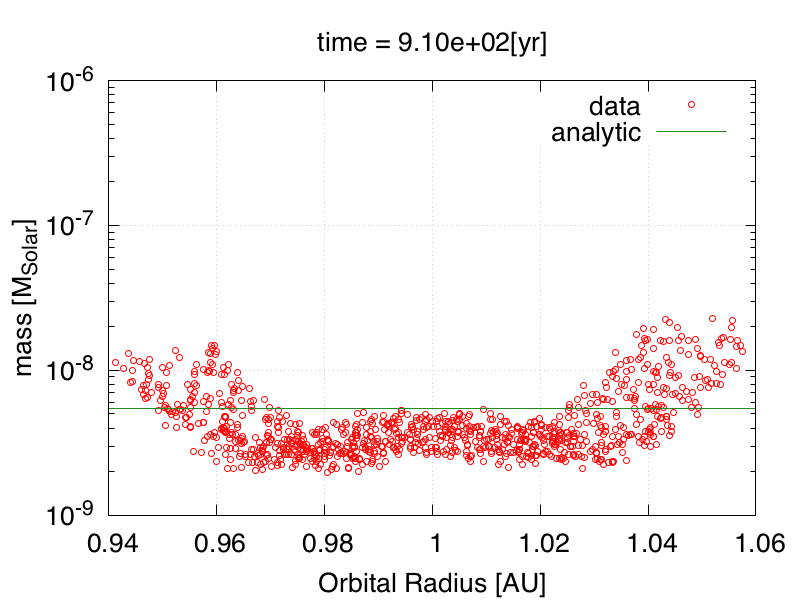 time = 9.10e+02[yr]
10-6
data
analytic
10-7
mass [MSolar]
10-8
10-9
0.94 0.96 0.98 1 1.02 1.04 1.06
Orbital Radius [AU]